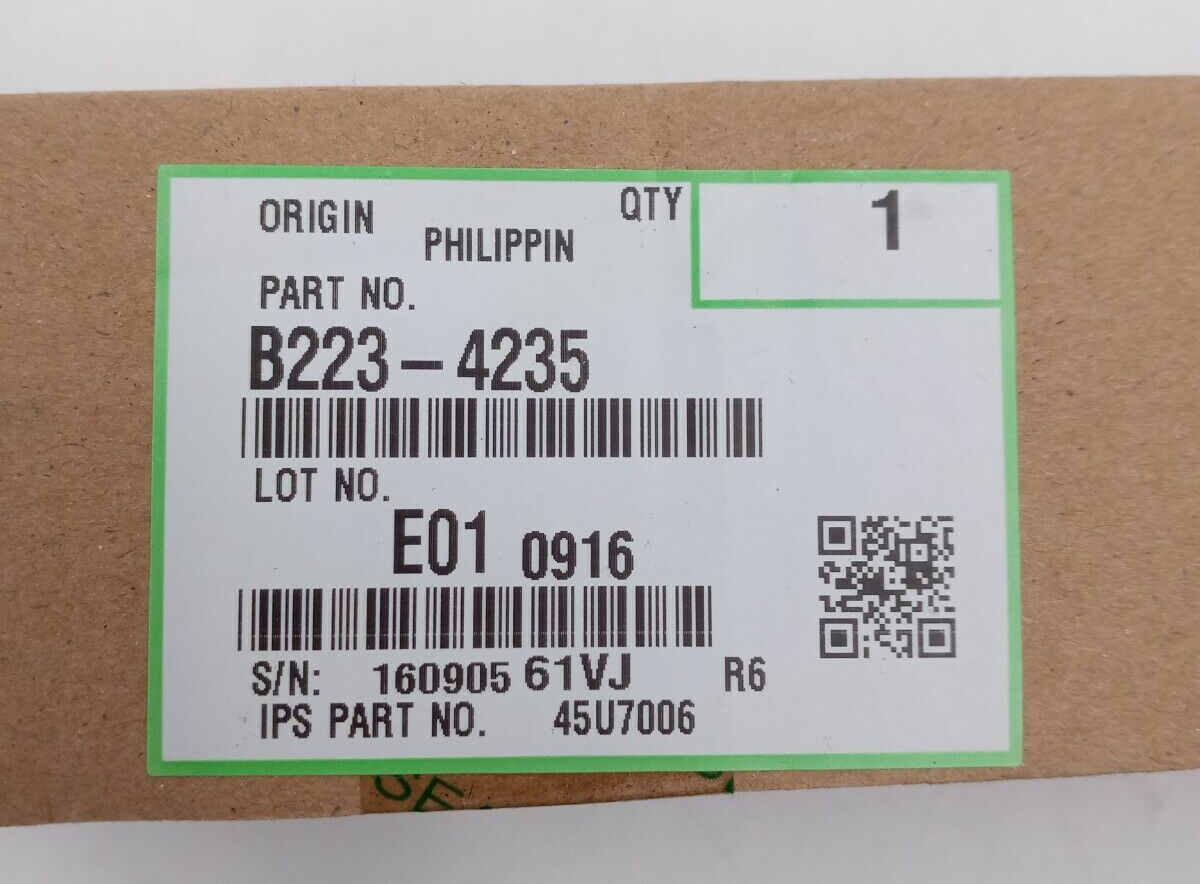 ORIGIN
PHILIPPIN
QTY 1
PART NO.
B223-4235
LOT NO.
E01 0916
S/N: 160905 61VJ R6
IPS PART NO. 45U7006